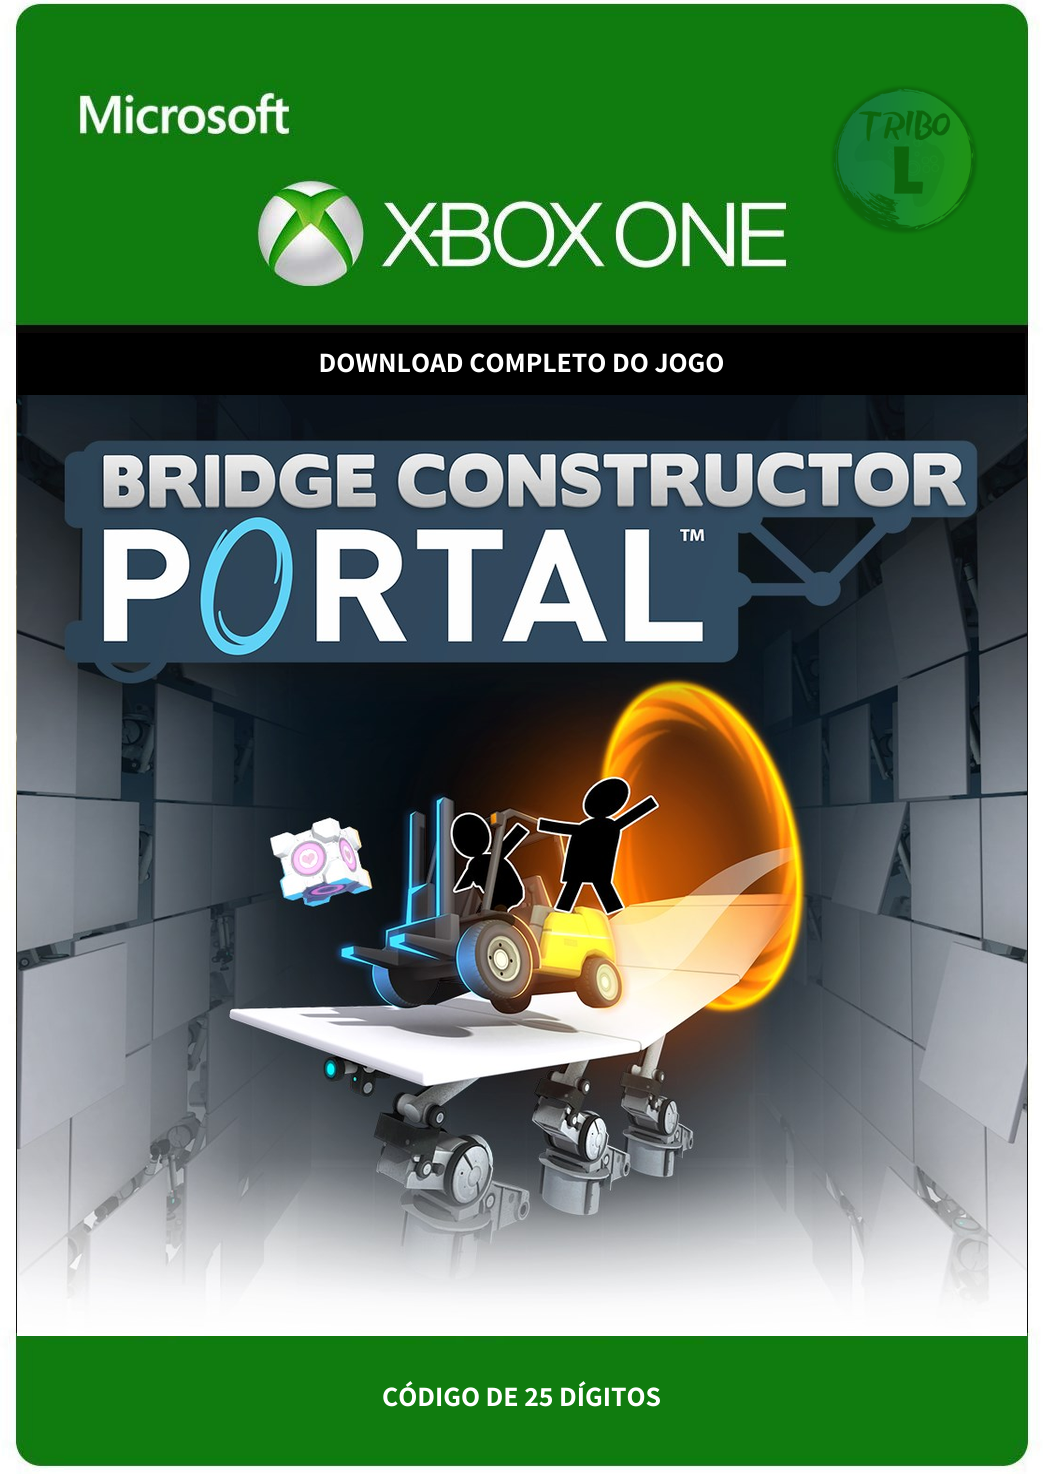 Microsoft
TRIBO
L
XBOX ONE
DOWNLOAD COMPLETO DO JOGO
BRIDGE CONSTRUCTOR
PORTAL™
CÓDIGO DE 25 DÍGITOS